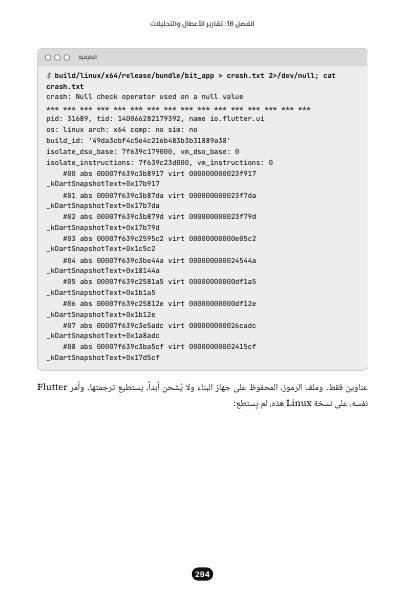 الفصل 16: تقارير الأعطال والتحليلات
الطرفية
$ build/linux/x64/release/bundle/bit_app > crash.txt 2>/dev/null; cat
crash.txt
crash: Null check operator used on a null value
*** *** *** *** *** *** *** *** *** *** *** *** *** *** *** ***
pid: 31689, tid: 140066282179392, name io.flutter.ui
os: linux arch: x64 comp: no sim: no
build_id: '49da3cbf4c5e4c216b483b3b31889a38'
isolate_dso_base: 7f639c179000, vm_dso_base: 0
isolate_instructions: 7f639c23d000, vm_instructions: 0
#00 abs 00007f639c3b8917 virt 000000000023f917
_kDartSnapshotText+0x17b917
#01 abs 00007f639c3b87da virt 000000000023f7da
_kDartSnapshotText+0x17b7da
#02 abs 00007f639c3b879d virt 000000000023f79d
_kDartSnapshotText+0x17b79d
#03 abs 00007f639c2595c2 virt 00000000000e05c2
_kDartSnapshotText+0x1c5c2
#04 abs 00007f639c3be44a virt 000000000024544a
_kDartSnapshotText+0x18144a
#05 abs 00007f639c2581a5 virt 00000000000df1a5
_kDartSnapshotText+0x1b1a5
#06 abs 00007f639c25812e virt 00000000000df12e
_kDartSnapshotText+0x1b12e
#07 abs 00007f639c3e5adc virt 000000000026cadc
_kDartSnapshotText+0x1a8adc
#08 abs 00007f639c3ba5cf virt 00000000002415cf
_kDartSnapshotText+0x17d5cf
عناوين فقط. وملف الرموز، المحفوظ على جهاز البناء ولا يُشحن أبداً، يستطيع ترجمتها. وأمر Flutter
نفسه، على نسخة Linux هذه، لم يستطع:
294